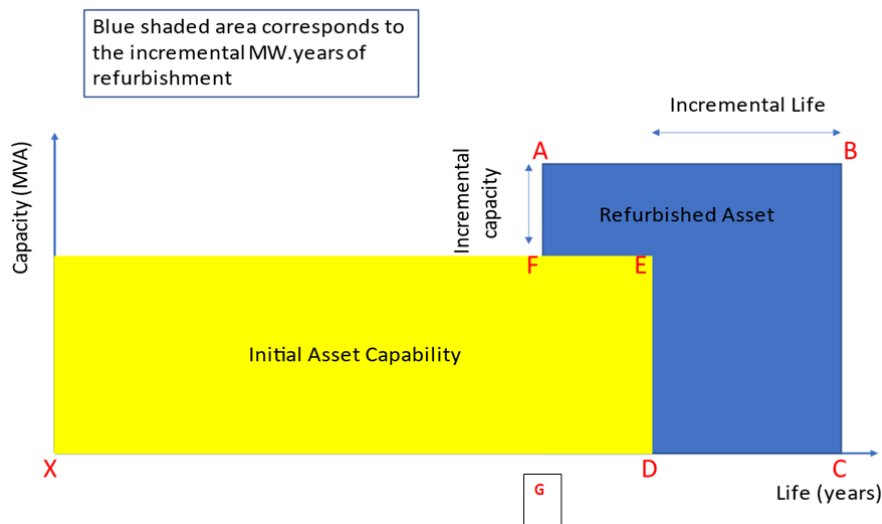 Blue shaded area corresponds to
the incremental MW.years of
refurbishment
Incremental Life
A
B
Capacity (MVA)
Incremental
capacity
Refurbished Asset
F
E
Initial Asset Capability
X
D
C
G
Life (years)